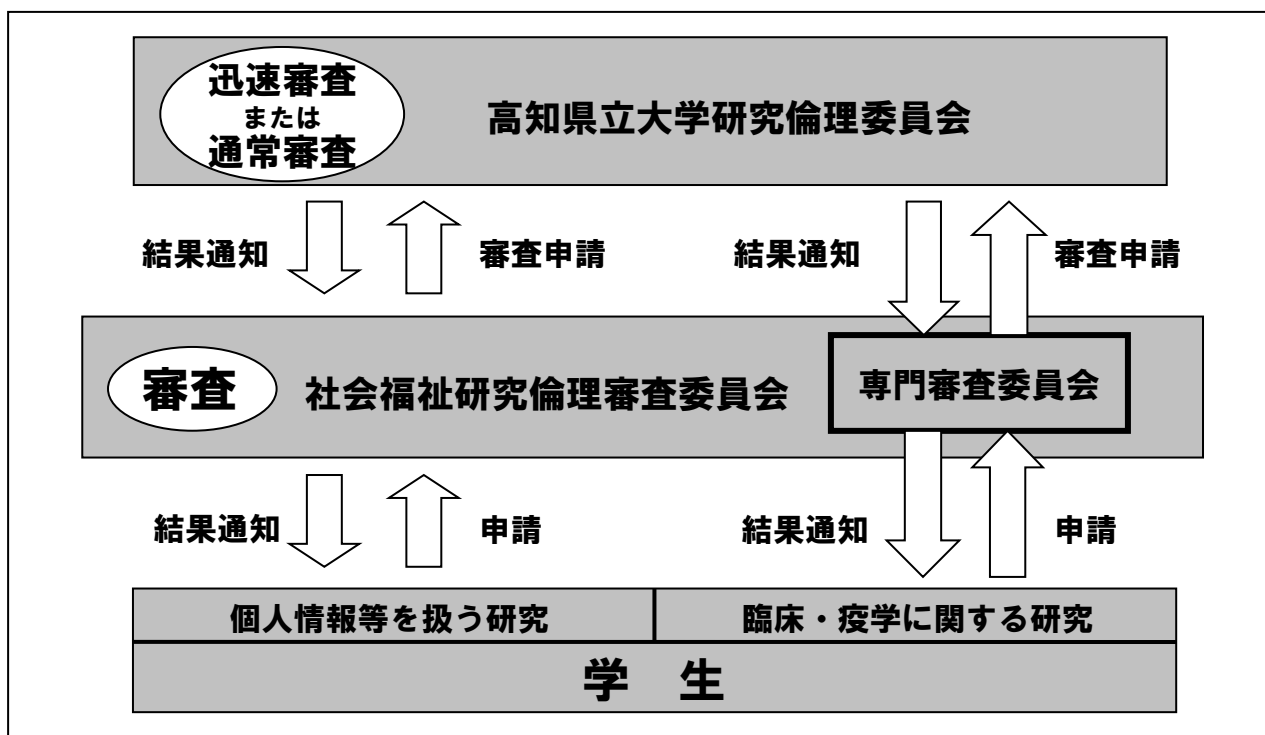 迅速審査
または
通常審査
高知県立大学研究倫理委員会
結果通知
審査申請
結果通知
審査申請
審査
社会福祉研究倫理審査委員会
専門審査委員会
結果通知
申請
結果通知
申請
個人情報等を扱う研究
臨床・疫学に関する研究
学　生